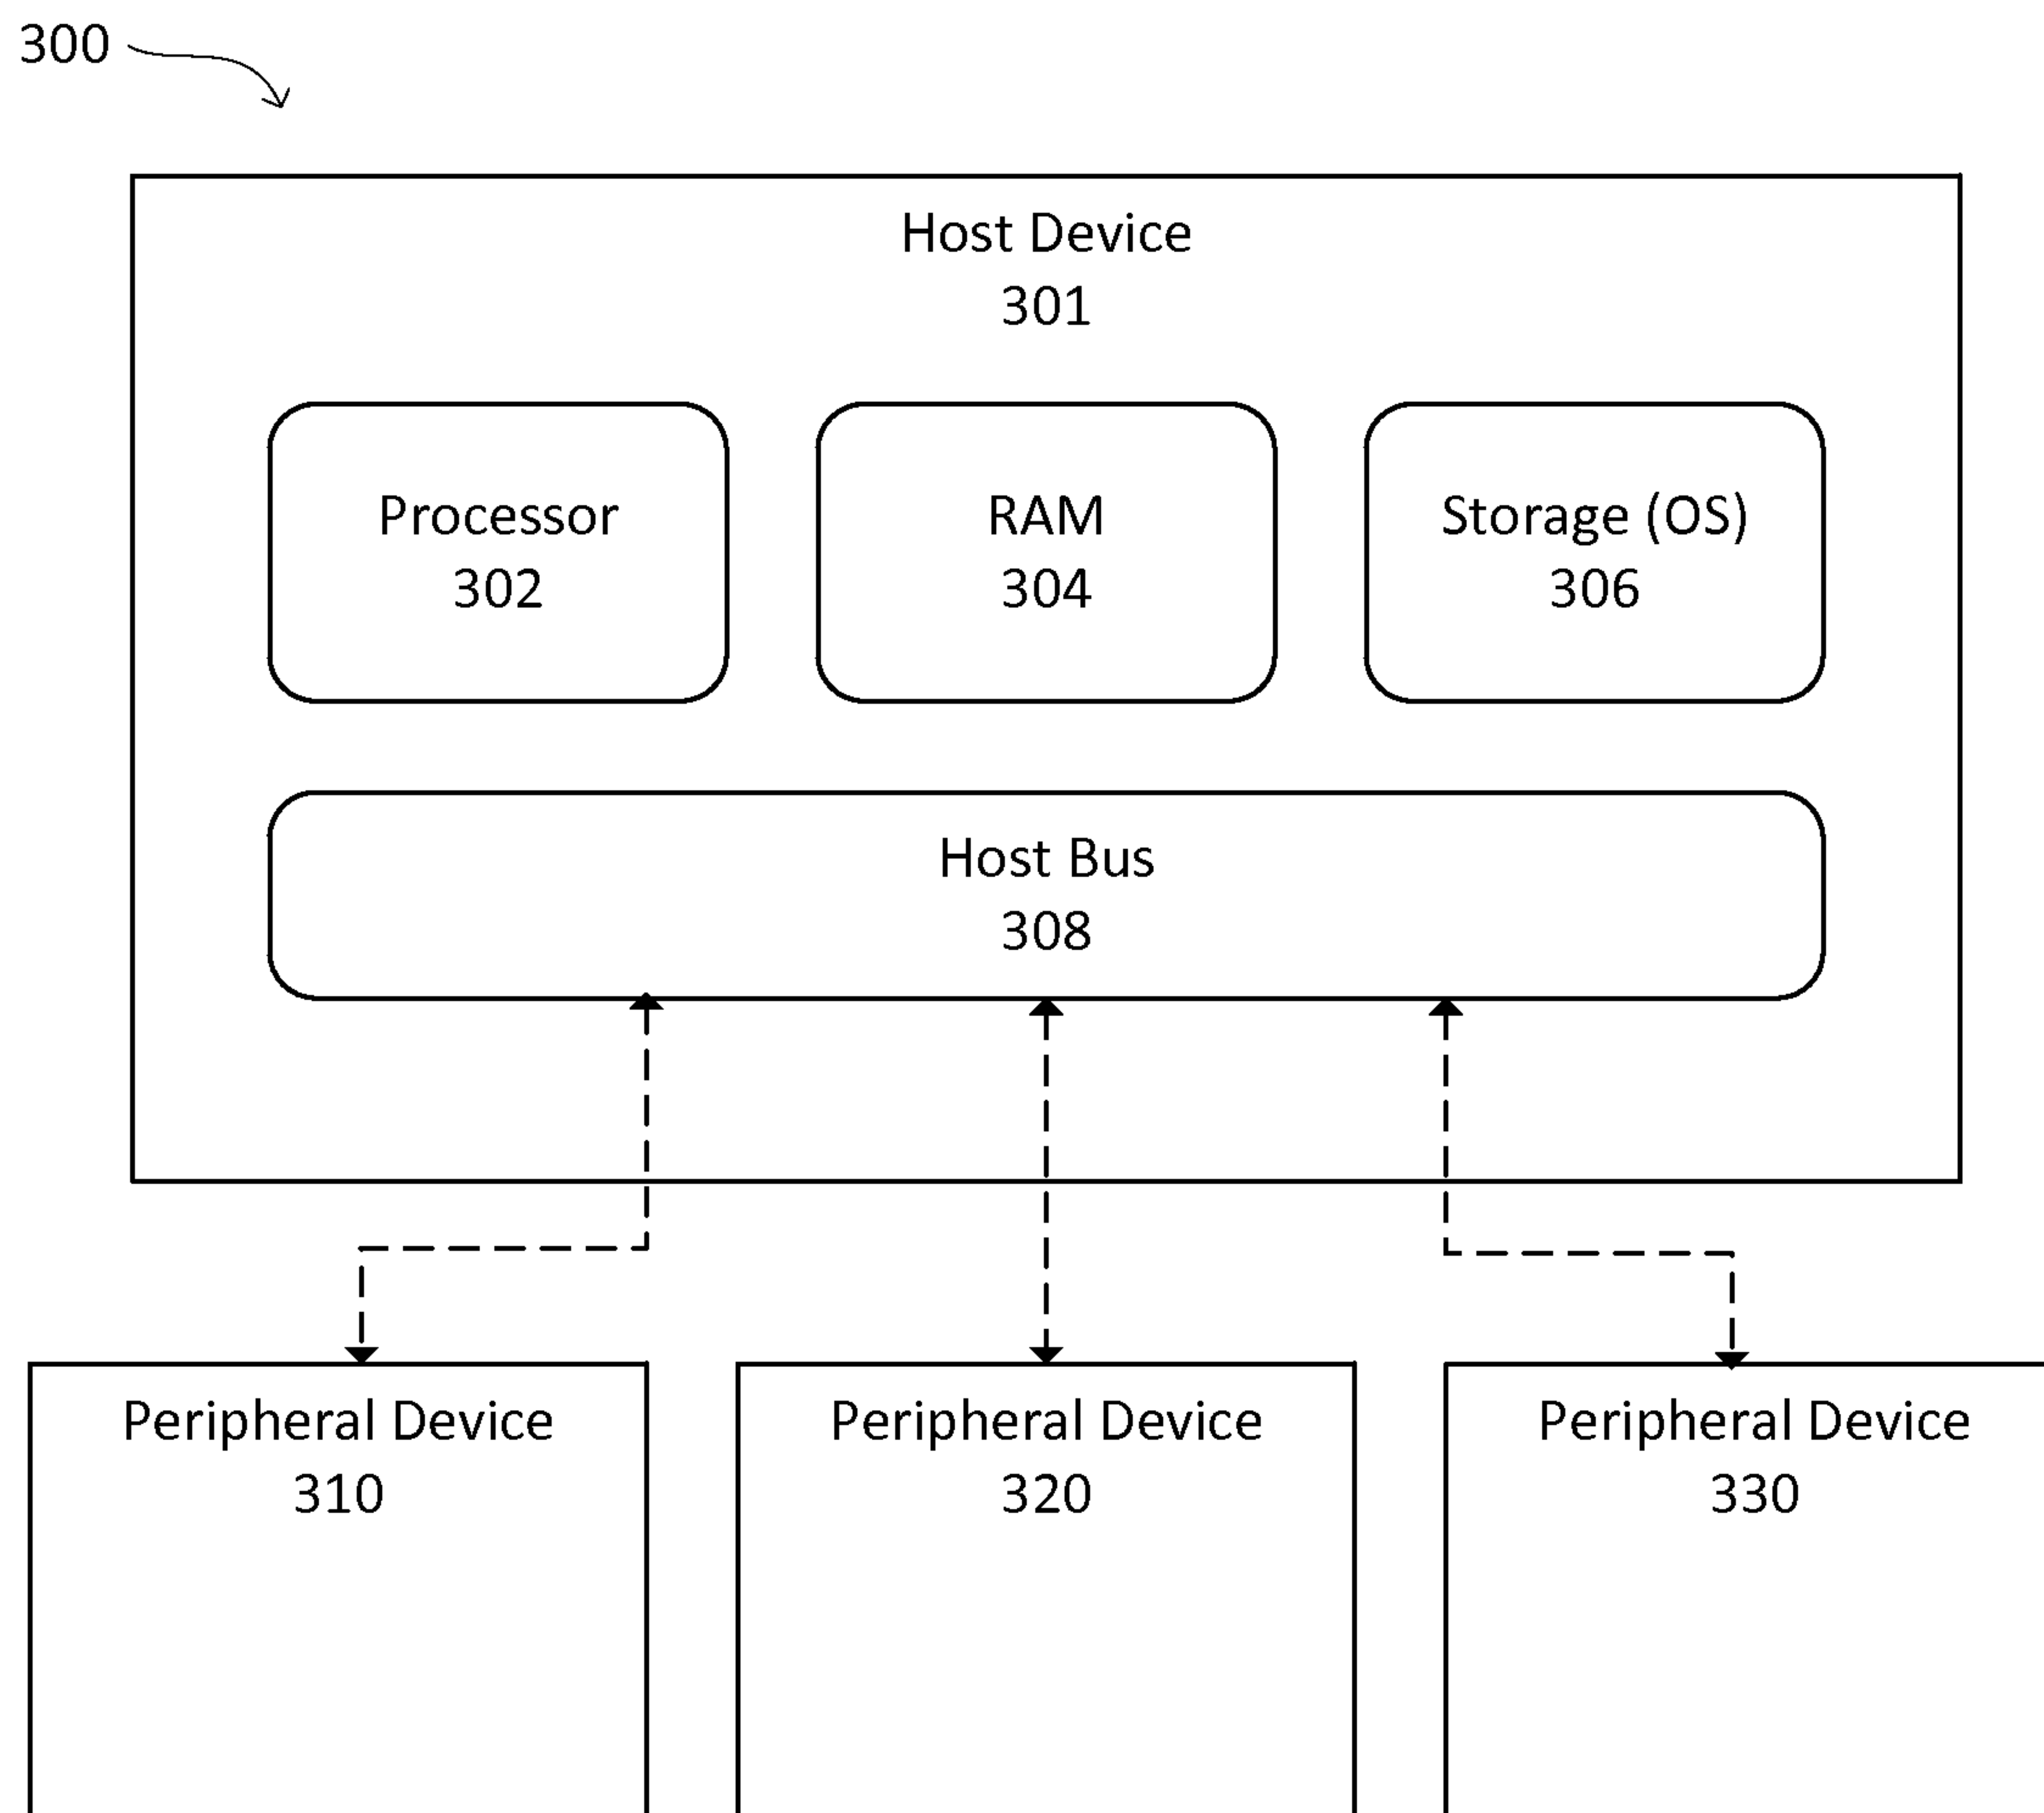 300
Host Device
301
Processor
302
RAM
304
Storage (OS)
306
Host Bus
308
Peripheral Device
310
Peripheral Device
320
Peripheral Device
330